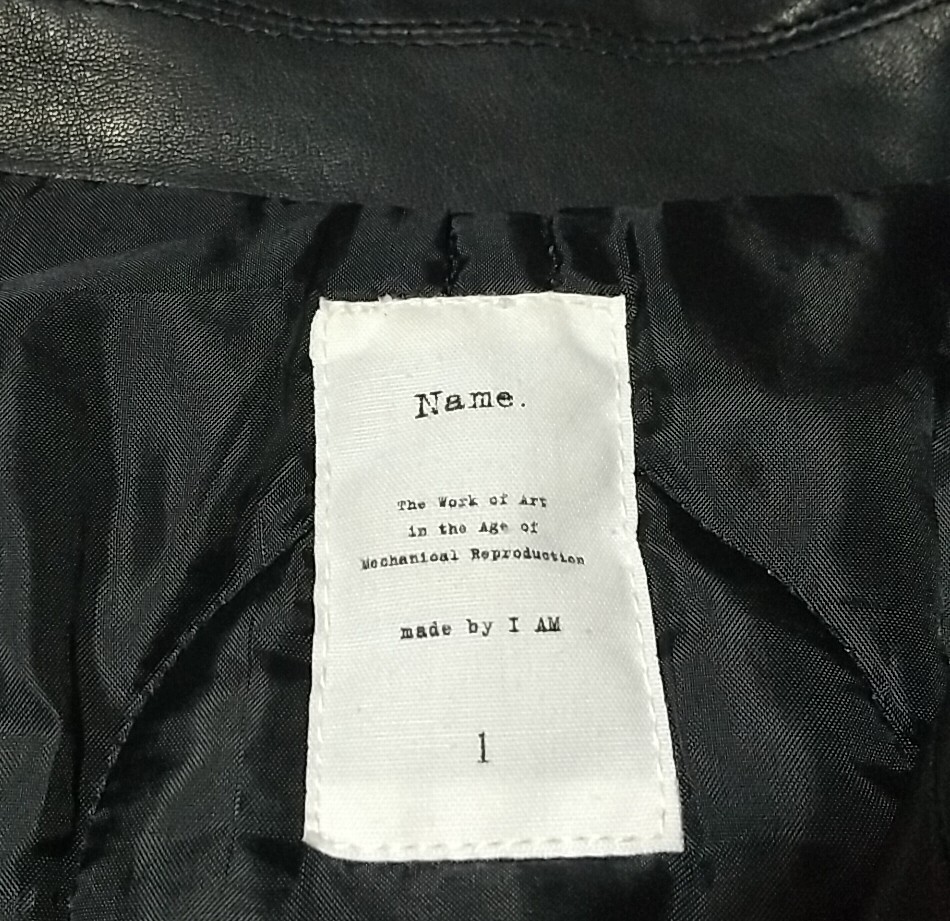 Name.
The Work of Art
in the Age of
Mechanical Reproduction
made by I AM
1